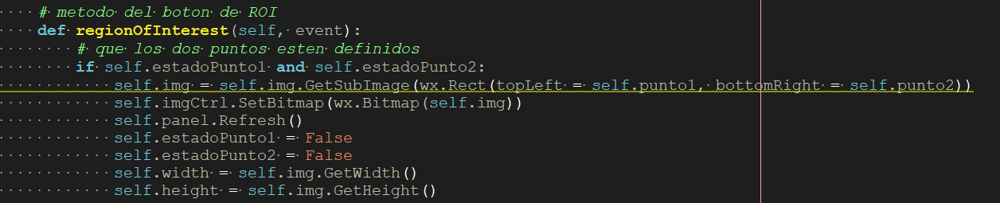 # metodo del boton de ROI
def regionOfInterest(self, event):
# que los dos puntos esten definidos
if self.estadoPunto1 and self.estadoPunto2:
self.img = self.img.GetSubImage(wx.Rect(topLeft = self.punto1, bottomRight = self.punto2))
self.imgCtrl.SetBitmap(wx.Bitmap(self.img))
self.panel.Refresh()
self.estadoPunto1 = False
self.estadoPunto2 = False
self.width = self.img.GetWidth()
self.height = self.img.GetHeight()